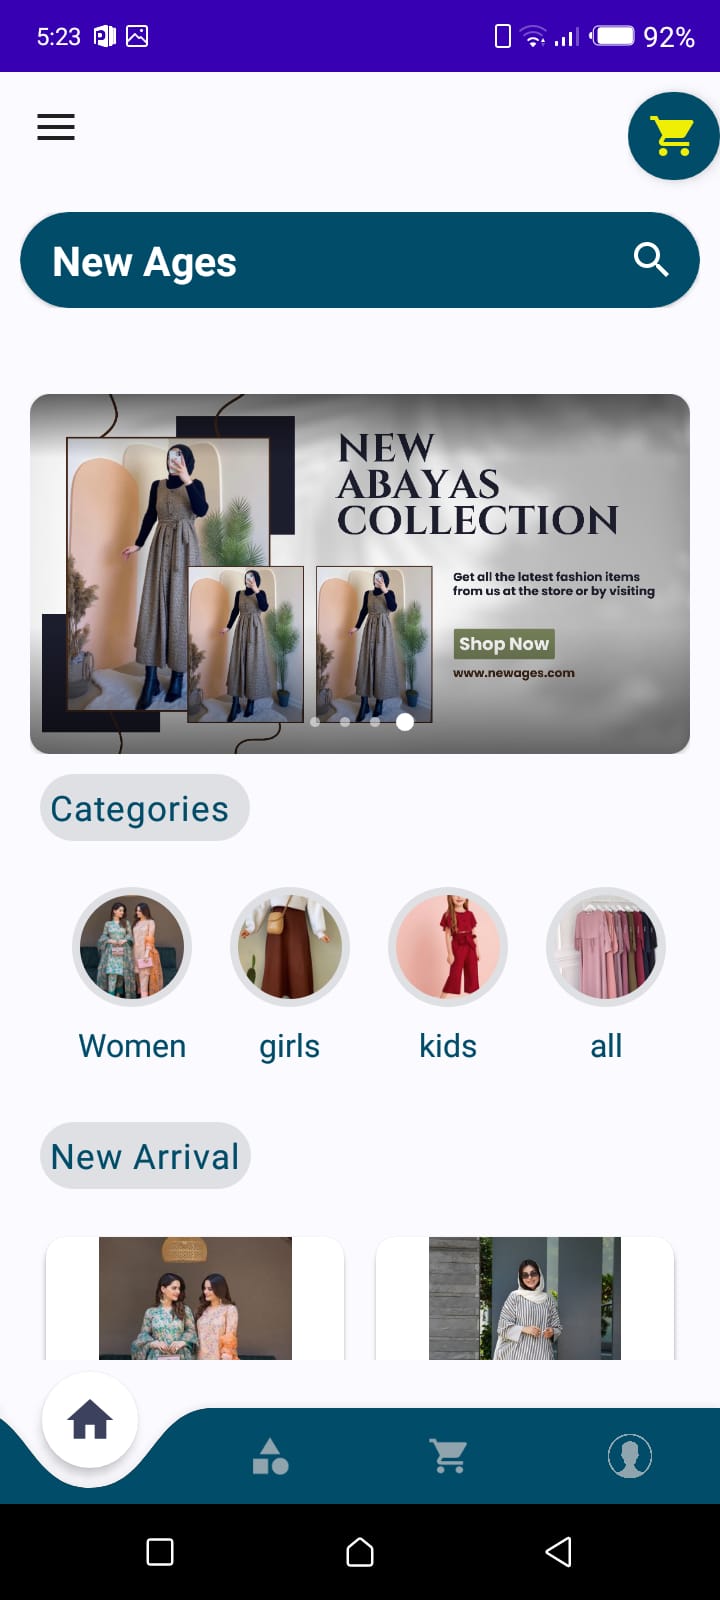 5:23
92%
New Ages
NEW
ABAYAS
COLLECTION
Get all the latest fashion items
from us at the store or by visiting
Shop Now
www.newages.com
Categories
Women
girls
kids
all
New Arrival